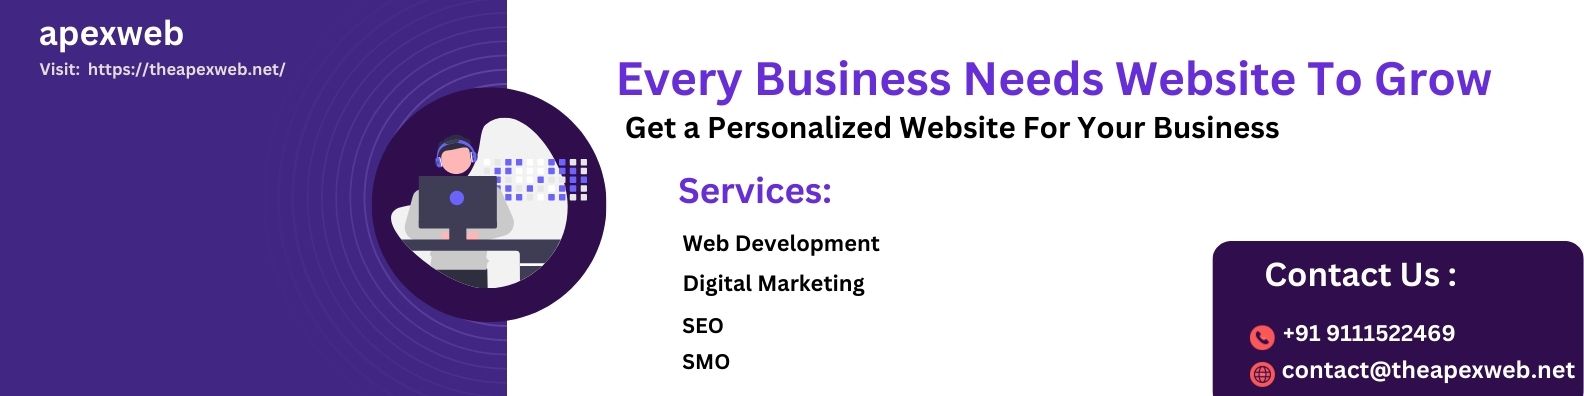 apexweb
Visit: https://theapexweb.net/
Every Business Needs Website To Grow
Get a Personalized Website For Your Business
Services:
Web Development
Digital Marketing
SEO
SMO
Contact Us :
+91 9111522469
contact@theapexweb.net